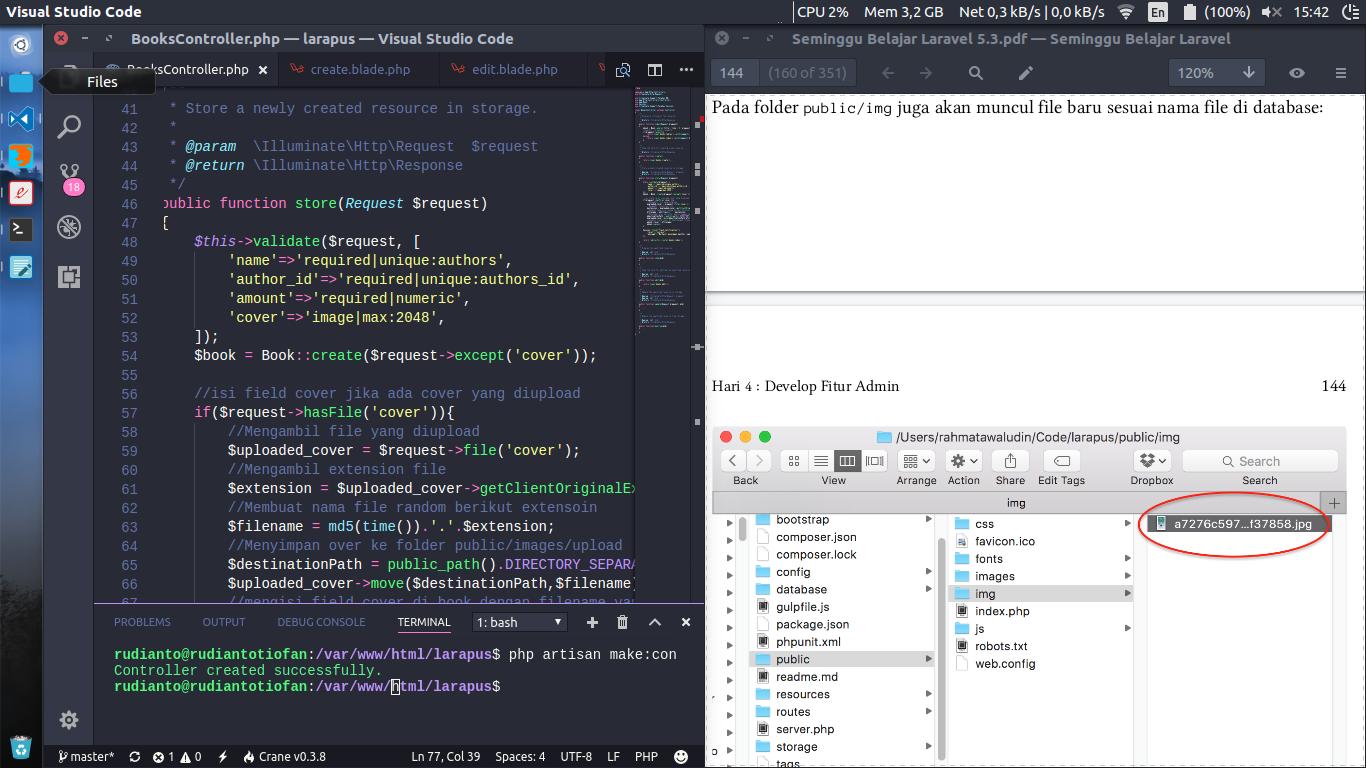 Visual Studio Code
CPU 2% Mem 3,2 GB Net 0,3 kB/s | 0,0 kB/s En (100%) 15:42
BooksController.php — larapus — Visual Studio Code
BooksController.php × create.blade.php edit.blade.php
Files
18
41 * Store a newly created resource in storage.
42 *
43 * @param \Illuminate\Http\Request $request
44 * @return \Illuminate\Http\Response
45 */
46 public function store(Request $request)
47 {
48 $this->validate($request, [
49 'name'=>'required|unique:authors',
50 'author_id'=>'required|unique:authors_id',
51 'amount'=>'required|numeric',
52 'cover'=>'image|max:2048',
53 ]);
54 $book = Book::create($request->except('cover'));
55
56 //isi field cover jika ada cover yang diupload
57 if($request->hasFile('cover')){
58 //Mengambil file yang diupload
59 $uploaded_cover = $request->file('cover');
60 //Mengambil extension file
61 $extension = $uploaded_cover->getClientOriginalEx
62 //Membuat nama file random berikut extensoin
63 $filename = md5(time()).'.'.$extension;
64 //Menyimpan over ke folder public/images/upload
65 $destinationPath = public_path().DIRECTORY_SEPARA
66 $uploaded_cover->move($destinationPath,$filename)
67 //mengisi field cover di book dengan filename ya
PROBLEMS OUTPUT DEBUG CONSOLE TERMINAL 1: bash
rudianto@rudiantotiofan:/var/www/html/larapus$ php artisan make:con
Controller created successfully.
rudianto@rudiantotiofan:/var/www/html/larapus$
master* 1 0 Crane v0.3.8 Ln 77, Col 39 Spaces: 4 UTF-8 LF PHP
Seminggu Belajar Laravel 5.3.pdf — Seminggu Belajar Laravel
144 (160 of 351) 120%
Pada folder public/img juga akan muncul file baru sesuai nama file di database:
Hari 4 : Develop Fitur Admin 144
/Users/rahmatawaludin/Code/larapus/public/img
Search
Back View Arrange Action Share Edit Tags Dropbox Search
img
bootstrap
composer.json
composer.lock
config
database
gulpfile.js
package.json
phpunit.xml
public
readme.md
resources
routes
server.php
storage
tags
css
favicon.ico
fonts
images
img
index.php
js
robots.txt
web.config
a7276c597...f37858.jpg